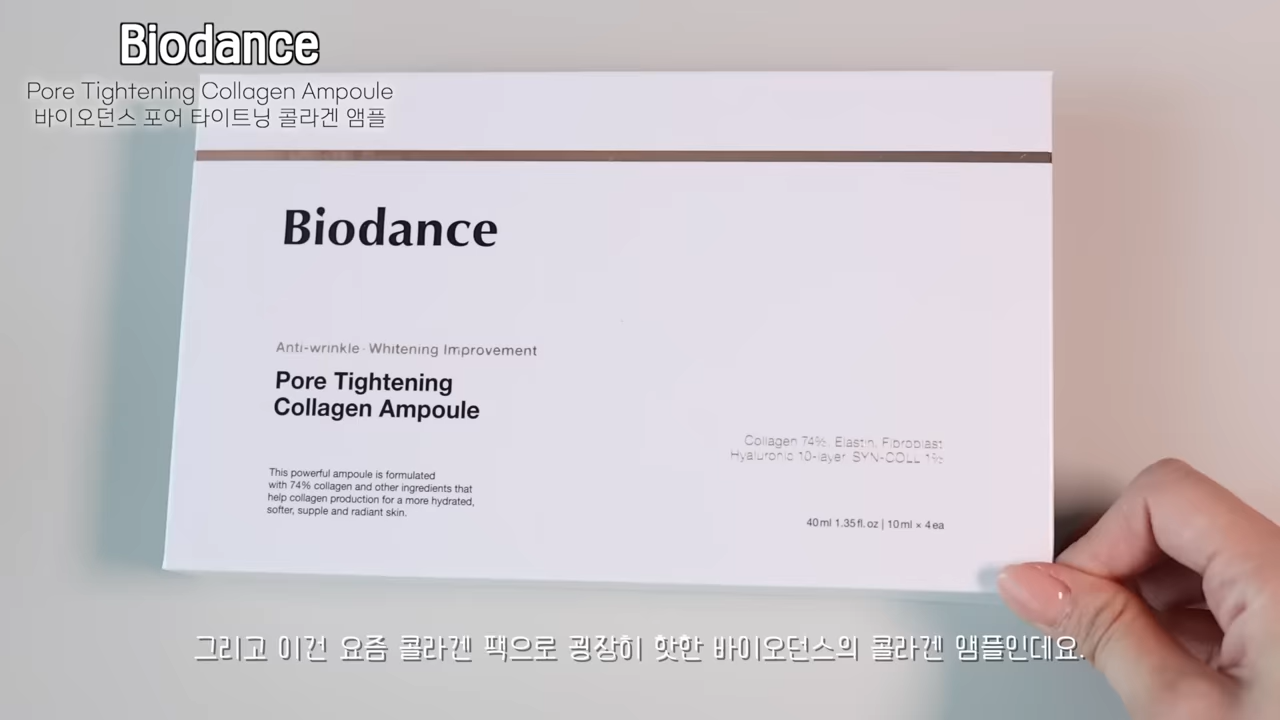 Biodance
Pore Tightening Collagen Ampoule
바이오던스 포어 타이트닝 콜라겐 앰플
Biodance
Anti-wrinkle · Whitening Improvement
Pore Tightening
Collagen Ampoule
This powerful ampoule is formulated
with 74% collagen and other ingredients that
help collagen production for a more hydrated,
softer, supple and radiant skin.
Collagen 74%, Elastin, Fibroblast
Hyaluronic 10-layer, SYN-COLL 1%
40ml 1.35fl.oz | 10ml × 4ea
그리고 이건 요즘 콜라겐 팩으로 굉장히 핫한 바이오던스의 콜라겐 앰플인데요.